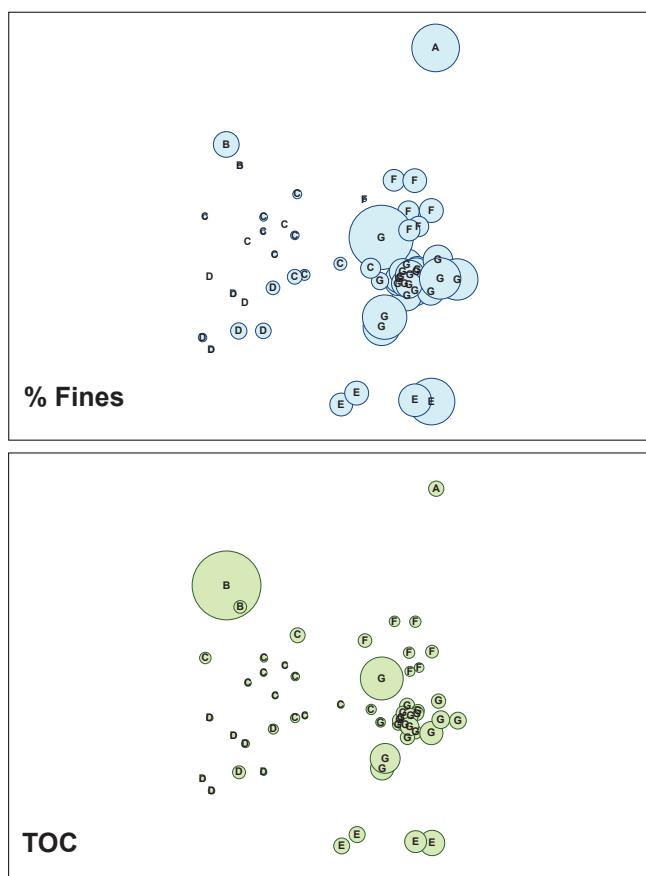 A
B
B
F F
C
F
C C F F
C F
C F
C C G
C
C C G G
G G
D C C G G G G
G G G G
D
D G G
D G
G
G
D D
D
D
E
E E E
% Fines
A
B
B
F F
C F
C C F F
C F
C C F
C G
C
C C G G
D C C G G G
D G G G G G
D G G
D G
G
D D G
D
D
E
E E E
TOC